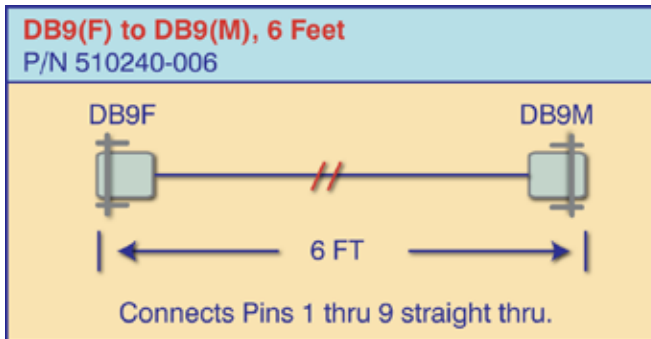 DB9(F) to DB9(M), 6 Feet
P/N 510240-006
DB9F
DB9M
6 FT
Connects Pins 1 thru 9 straight thru.